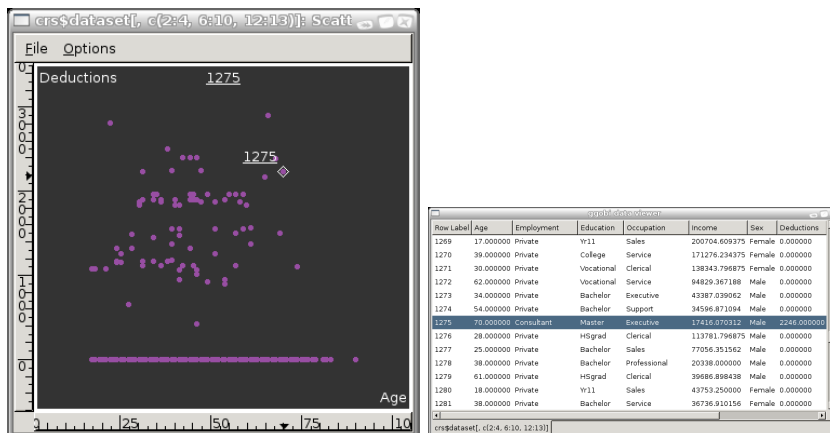 crs$dataset[, c(2:4, 6:10, 12:13)]: Scatt
File Options
Deductions 1275
1275
Age
25 50 75 10
ggobi data viewer
Row Label Age Employment Education Occupation Income Sex Deductions
1269 17.000000 Private Yr11 Sales 200704.609375 Female 0.000000
1270 39.000000 Private College Service 171276.234375 Female 0.000000
1271 30.000000 Private Vocational Clerical 138343.796875 Female 0.000000
1272 62.000000 Private Vocational Service 94829.367188 Male 0.000000
1273 34.000000 Private Bachelor Executive 43387.039062 Male 0.000000
1274 54.000000 Private Bachelor Support 34596.871094 Male 0.000000
1275 70.000000 Consultant Master Executive 17416.070312 Male 2246.000000
1276 28.000000 Private HSgrad Clerical 113781.796875 Male 0.000000
1277 25.000000 Private Bachelor Sales 77056.351562 Male 0.000000
1278 38.000000 Private Bachelor Professional 20338.000000 Male 0.000000
1279 61.000000 Private HSgrad Clerical 39686.898438 Male 0.000000
1280 18.000000 Private Yr11 Sales 43753.250000 Female 0.000000
1281 38.000000 Private Bachelor Service 36736.910156 Female 0.000000
crs$dataset[, c(2:4, 6:10, 12:13)]